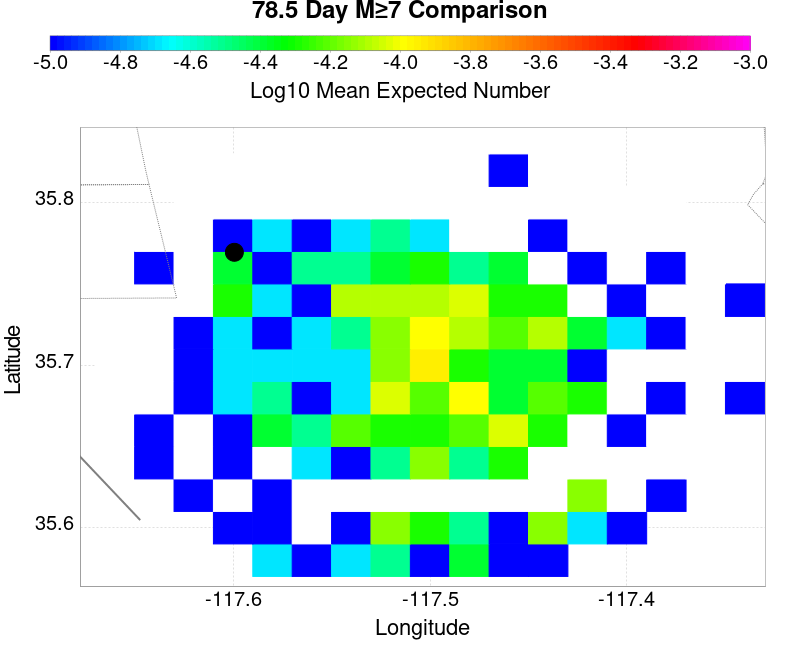 78.5 Day M≥7 Comparison
-5.0 -4.8 -4.6 -4.4 -4.2 -4.0 -3.8 -3.6 -3.4 -3.2 -3.0
Log10 Mean Expected Number
35.8
35.7
35.6
Latitude
-117.6 -117.5 -117.4
Longitude